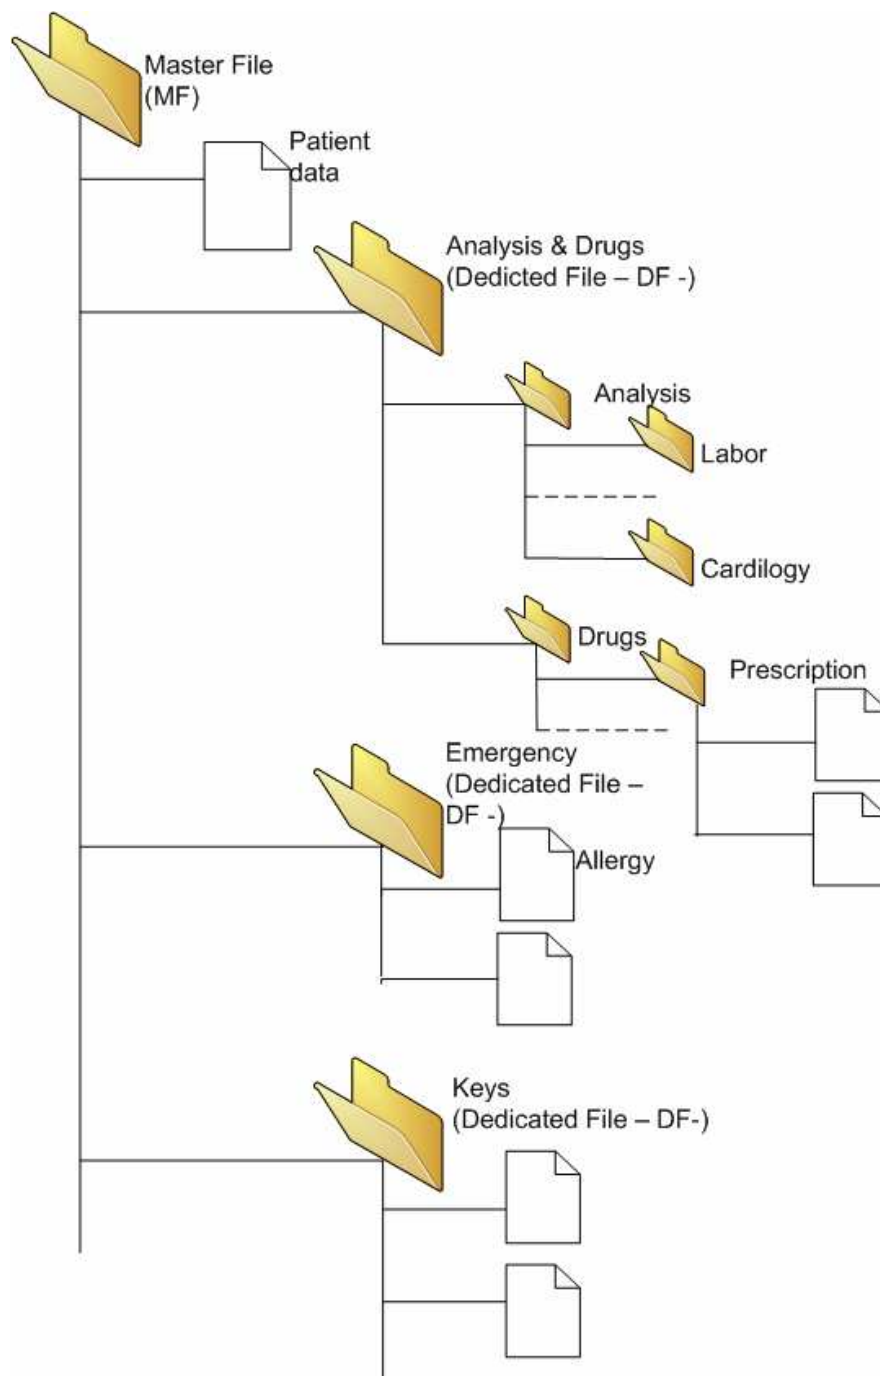 Master File
(MF)
Patient
data
Analysis & Drugs
(Dedicted File – DF -)
Analysis
Labor
Cardilogy
Drugs
Prescription
Emergency
(Dedicated File –
DF -)
Allergy
Keys
(Dedicated File – DF-)